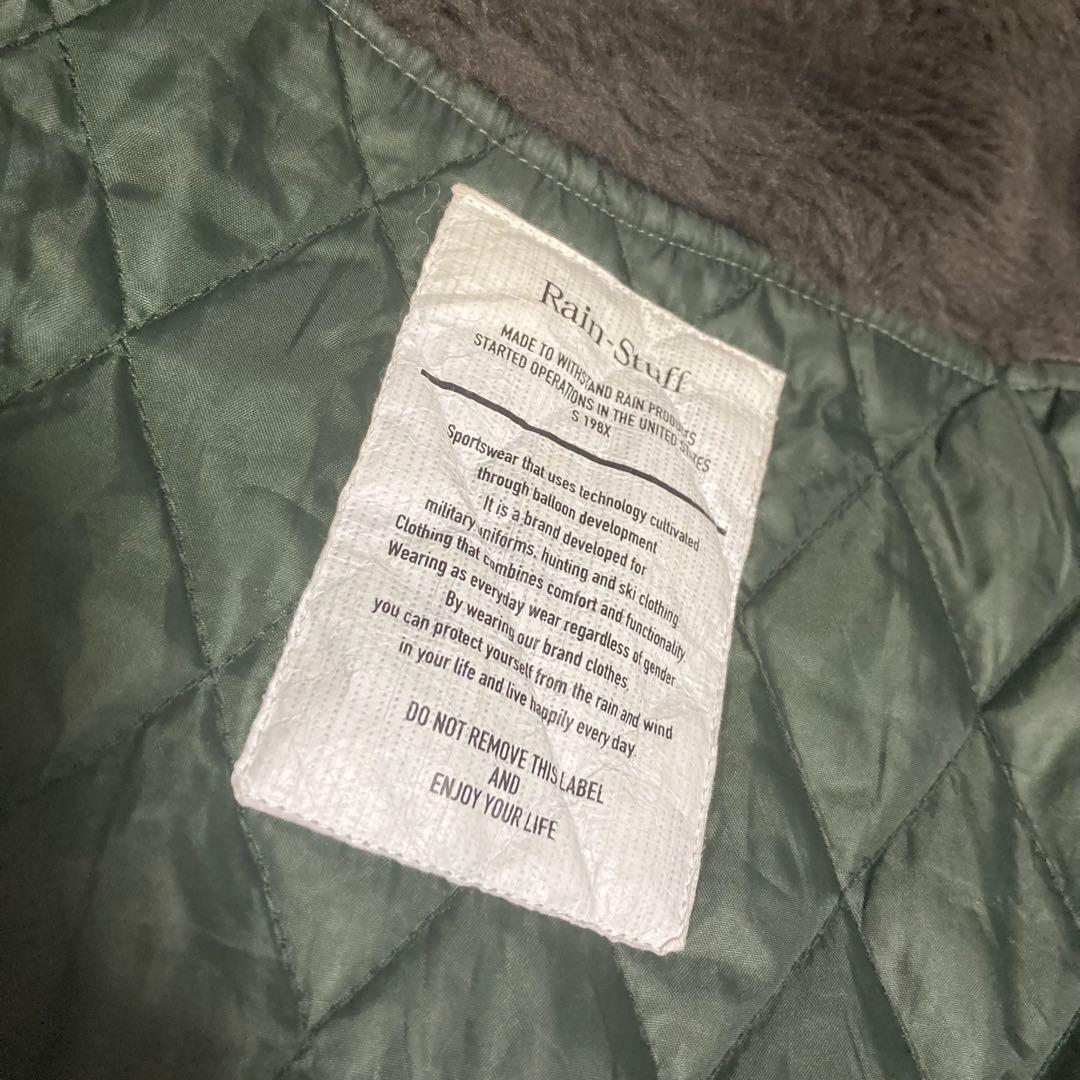 Rain-Stuff
MADE TO WITHSTAND RAIN PRODUCTS
STARTED OPERATIONS IN THE UNITED STATES
S 198X
Sportswear that uses technology cultivated
through balloon development
It is a brand developed for
military uniforms, hunting and ski clothing.
Clothing that combines comfort and functionality.
Wearing as everyday wear regardless of gender
By wearing our brand clothes,
you can protect yourself from the rain and wind
in your life and live happily every day.
DO NOT REMOVE THIS LABEL
AND
ENJOY YOUR LIFE